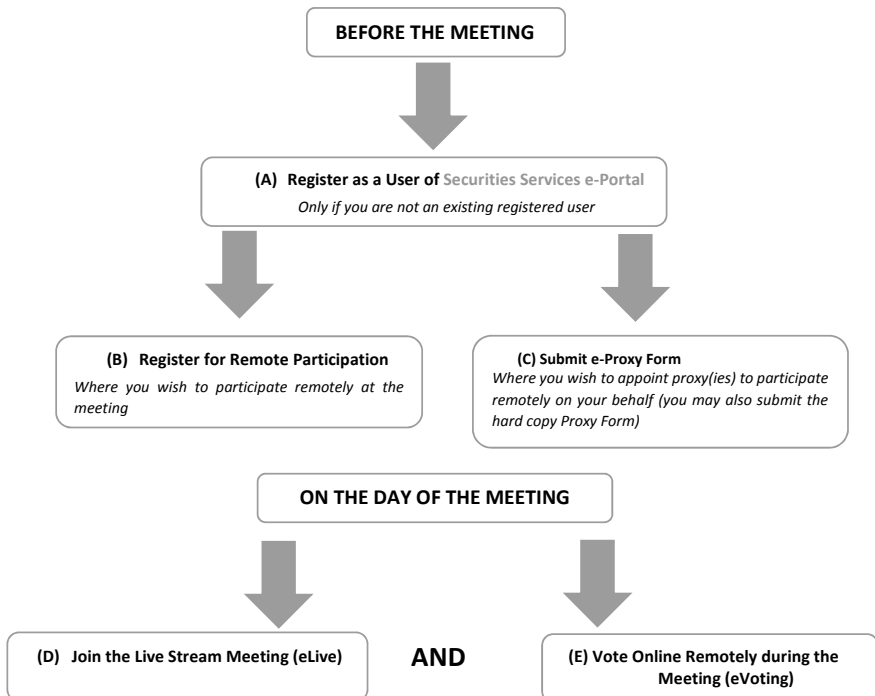 BEFORE THE MEETING
(A) Register as a User of Securities Services e-Portal
Only if you are not an existing registered user
(B) Register for Remote Participation
Where you wish to participate remotely at the
meeting
(C) Submit e-Proxy Form
Where you wish to appoint proxy(ies) to participate
remotely on your behalf (you may also submit the
hard copy Proxy Form)
ON THE DAY OF THE MEETING
(D) Join the Live Stream Meeting (eLive)
AND
(E) Vote Online Remotely during the
Meeting (eVoting)